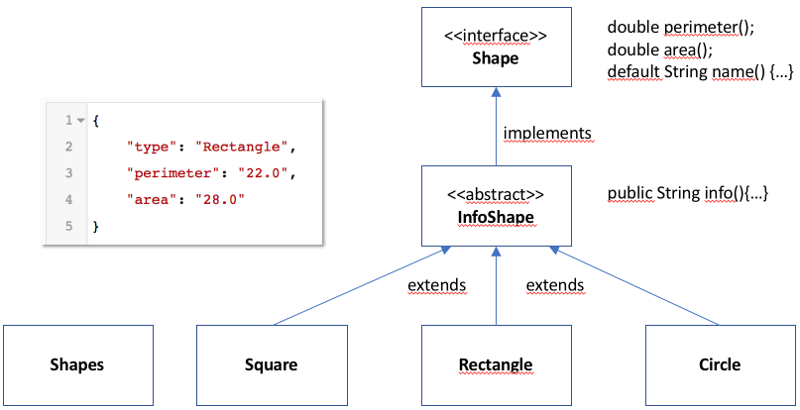 <<interface>>
Shape
double perimeter();
double area();
default String name() {...}
1 {
2 "type": "Rectangle",
3 "perimeter": "22.0",
4 "area": "28.0"
5 }
implements
<<abstract>>
InfoShape
public String info(){...}
extends
extends
Shapes
Square
Rectangle
Circle